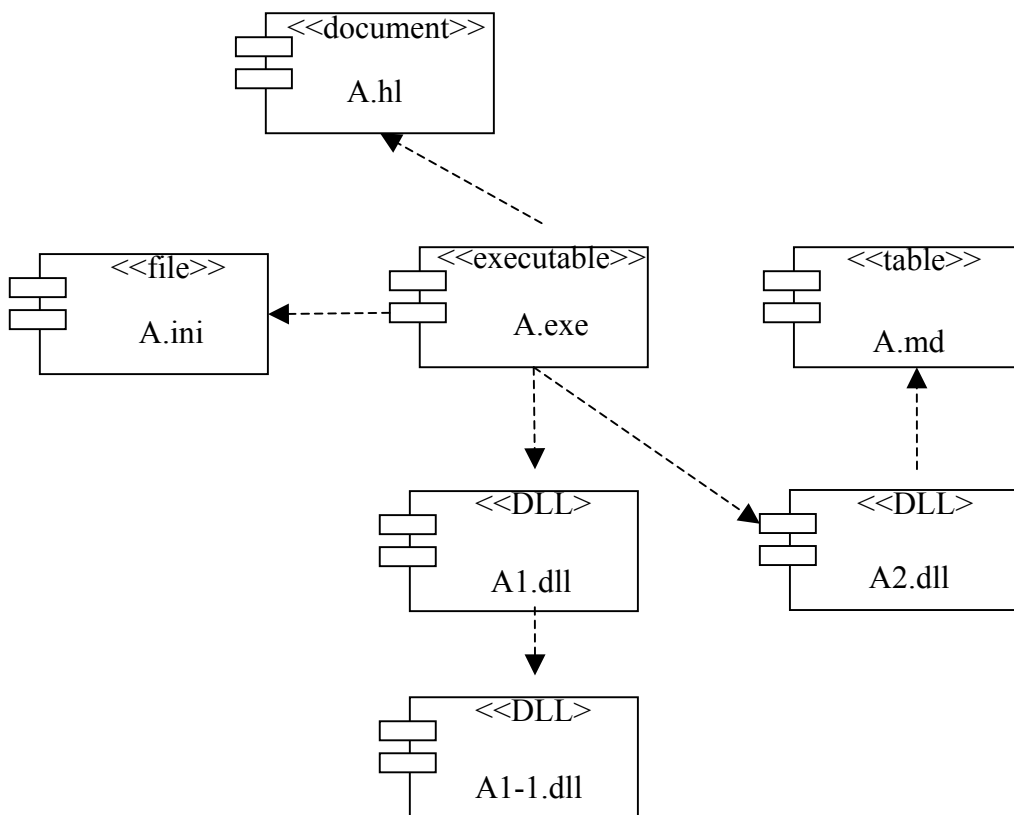 <<document>>
A.hl
<<file>>
A.ini
<<executable>>
A.exe
<<table>>
A.md
<<DLL>
A1.dll
<<DLL>
A2.dll
<<DLL>
A1-1.dll